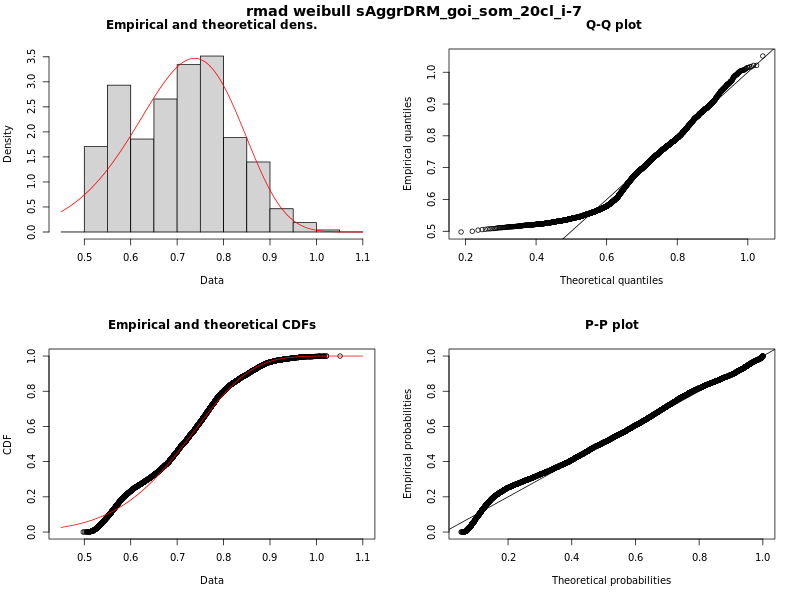 rmad weibull sAggrDRM_goi_som_20cl_i-7
Empirical and theoretical dens.
Density
0.0 0.5 1.0 1.5 2.0 2.5 3.0 3.5
0.5 0.6 0.7 0.8 0.9 1.0 1.1
Data
Q-Q plot
Empirical quantiles
0.5 0.6 0.7 0.8 0.9 1.0
0.2 0.4 0.6 0.8 1.0
Theoretical quantiles
Empirical and theoretical CDFs
CDF
0.0 0.2 0.4 0.6 0.8 1.0
0.5 0.6 0.7 0.8 0.9 1.0 1.1
Data
P-P plot
Empirical probabilities
0.0 0.2 0.4 0.6 0.8 1.0
0.2 0.4 0.6 0.8 1.0
Theoretical probabilities